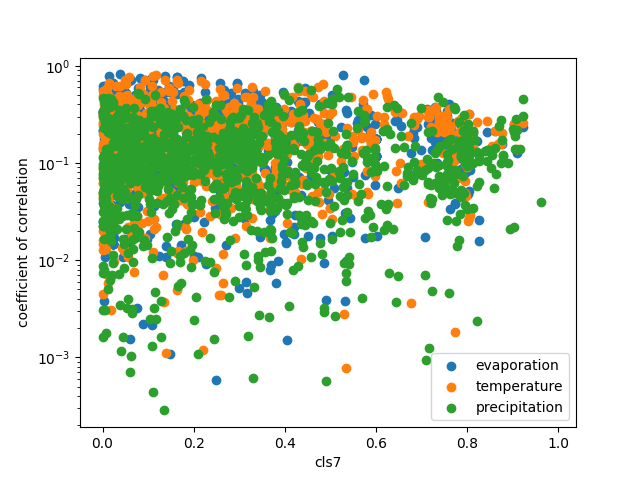 10⁰
10⁻¹
10⁻²
10⁻³
coefficient of correlation
evaporation
temperature
precipitation
0.0 0.2 0.4 0.6 0.8 1.0
cls7